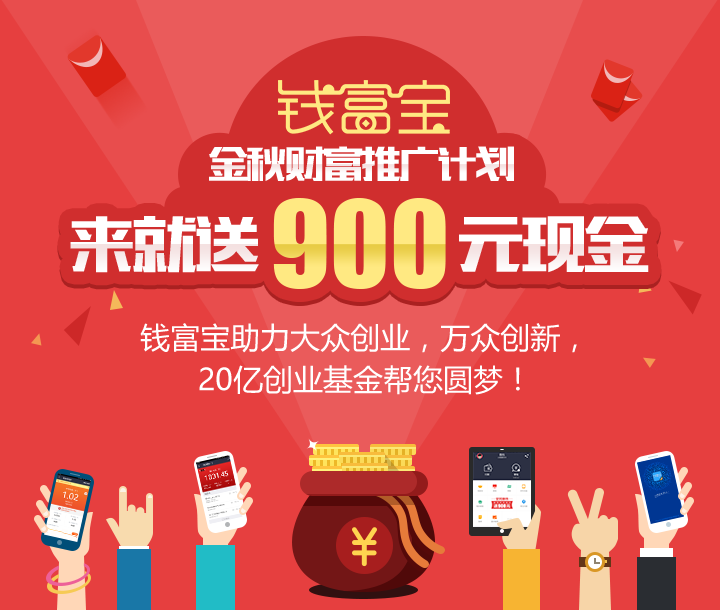 钱富宝
金秋财富推广计划
来就送900元现金
钱富宝助力大众创业，万众创新，
20亿创业基金帮您圆梦！
1.02
1031.45
¥